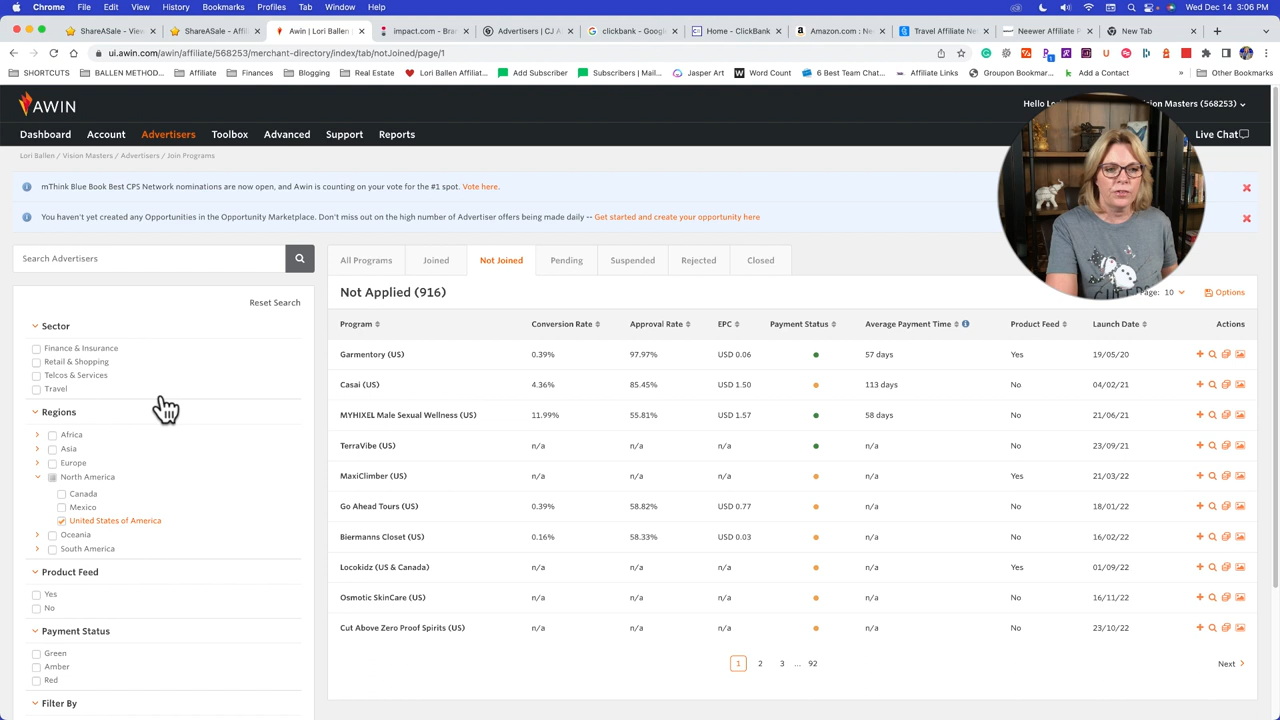 Chrome File Edit View History Bookmarks Profiles Tab Window Help Wed Dec 14 3:06 PM
ShareASale - View ShareASale - Affilia Awin | Lori Ballen | impact.com - Bran Advertisers | CJ A clickbank - Google Home - ClickBank Amazon.com : Ne Travel Affiliate Ne Neewer Affiliate P New Tab
ui.awin.com/awin/affiliate/568253/merchant-directory/index/tab/notJoined/page/1
SHORTCUTS BALLEN METHOD... Affiliate Finances Blogging Real Estate Lori Ballen Affiliat... Add Subscriber Subscribers | Mail... Jasper Art Word Count 6 Best Team Chat... Affiliate Links Groupon Bookmar... Add a Contact » Other Bookmarks
AWIN
Hello Lo
ision Masters (568253)
Dashboard Account Advertisers Toolbox Advanced Support Reports
Live Chat
Lori Ballen / Vision Masters / Advertisers / Join Programs
mThink Blue Book Best CPS Network nominations are now open, and Awin is counting on your vote for the #1 spot. Vote here.
You haven't yet created any Opportunities in the Opportunity Marketplace. Don't miss out on the high number of Advertiser offers being made daily -- Get started and create your opportunity here
Search Advertisers
Reset Search
Sector
Finance & Insurance
Retail & Shopping
Telcos & Services
Travel
Regions
Africa
Asia
Europe
North America
Canada
Mexico
United States of America
Oceania
South America
Product Feed
Yes
No
Payment Status
Green
Amber
Red
Filter By
All Programs Joined Not Joined Pending Suspended Rejected Closed
Not Applied (916)
Page: 10 Options
Program Conversion Rate Approval Rate EPC Payment Status Average Payment Time Product Feed Launch Date Actions
Garmentory (US) 0.39% 97.97% USD 0.06 57 days Yes 19/05/20
Casai (US) 4.36% 85.45% USD 1.50 113 days No 04/02/21
MYHIXEL Male Sexual Wellness (US) 11.99% 55.81% USD 1.57 58 days No 21/06/21
TerraVibe (US) n/a n/a n/a n/a No 23/09/21
MaxiClimber (US) n/a n/a n/a n/a Yes 21/03/22
Go Ahead Tours (US) 0.39% 58.82% USD 0.77 n/a No 18/01/22
Biermanns Closet (US) 0.16% 58.33% USD 0.03 n/a No 16/02/22
Locokidz (US & Canada) n/a n/a n/a n/a Yes 01/09/22
Osmotic SkinCare (US) n/a n/a n/a n/a No 16/11/22
Cut Above Zero Proof Spirits (US) n/a n/a n/a n/a No 23/10/22
1 2 3 ... 92
Next